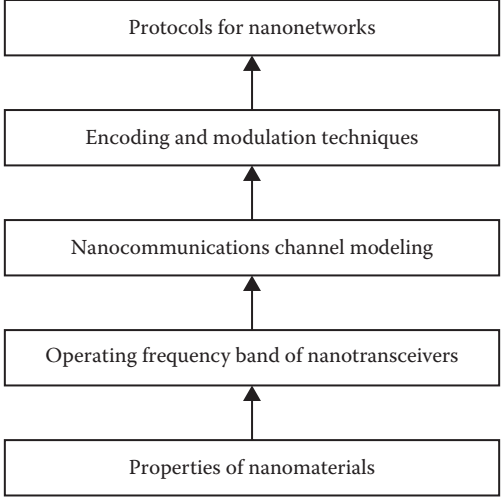 Protocols for nanonetworks
Encoding and modulation techniques
Nanocommunications channel modeling
Operating frequency band of nanotransceivers
Properties of nanomaterials